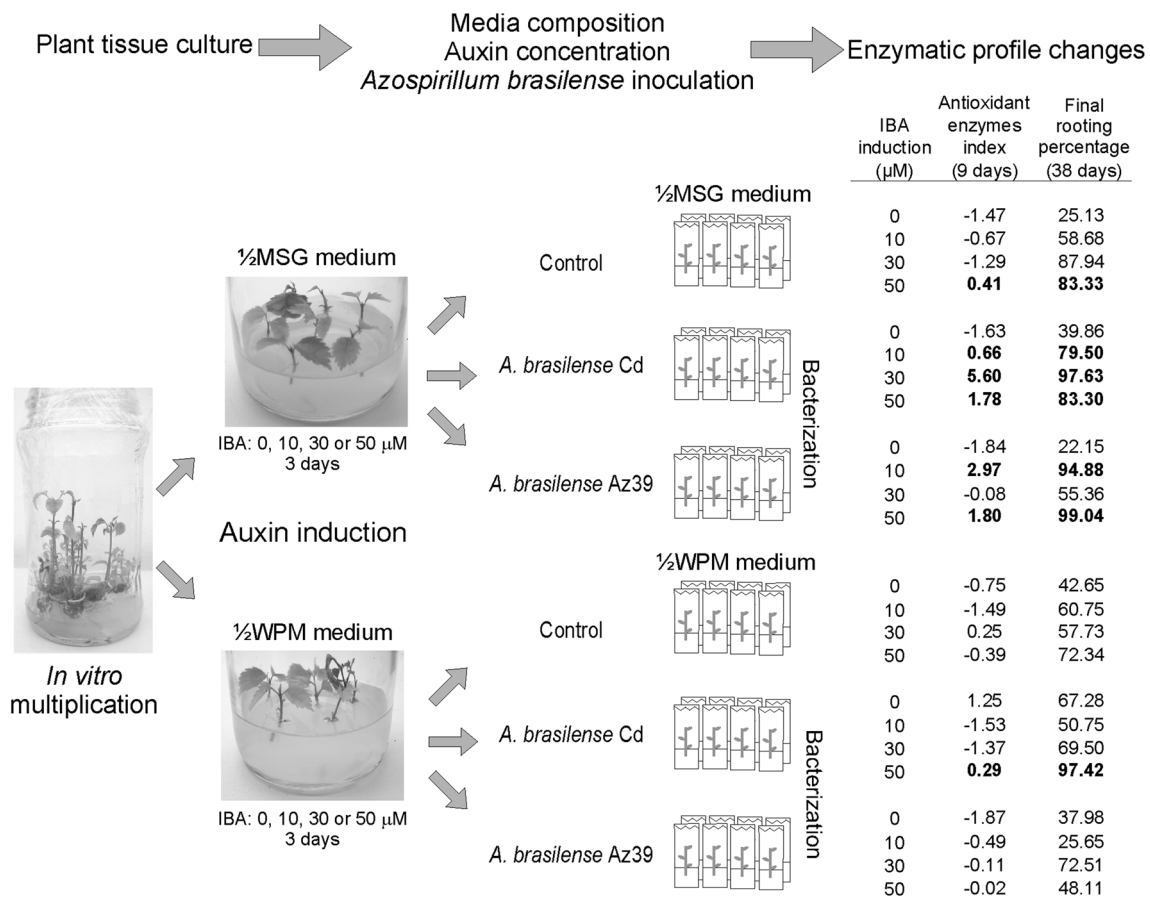 Plant tissue culture
Media composition
Auxin concentration
Azospirillum brasilense inoculation
Enzymatic profile changes
IBA
induction
(µM)
Antioxidant
enzymes
index
(9 days)
Final
rooting
percentage
(38 days)
½MSG medium
IBA: 0, 10, 30 or 50 µM
3 days
In vitro
multiplication
Auxin induction
½WPM medium
IBA: 0, 10, 30 or 50 µM
3 days
½MSG medium
Control
0 -1.47 25.13
10 -0.67 58.68
30 -1.29 87.94
50 0.41 83.33
A. brasilense Cd
0 -1.63 39.86
10 0.66 79.50
30 5.60 97.63
50 1.78 83.30
Bacterization
A. brasilense Az39
0 -1.84 22.15
10 2.97 94.88
30 -0.08 55.36
50 1.80 99.04
½WPM medium
Control
0 -0.75 42.65
10 -1.49 60.75
30 0.25 57.73
50 -0.39 72.34
A. brasilense Cd
0 1.25 67.28
10 -1.53 50.75
30 -1.37 69.50
50 0.29 97.42
Bacterization
A. brasilense Az39
0 -1.87 37.98
10 -0.49 25.65
30 -0.11 72.51
50 -0.02 48.11